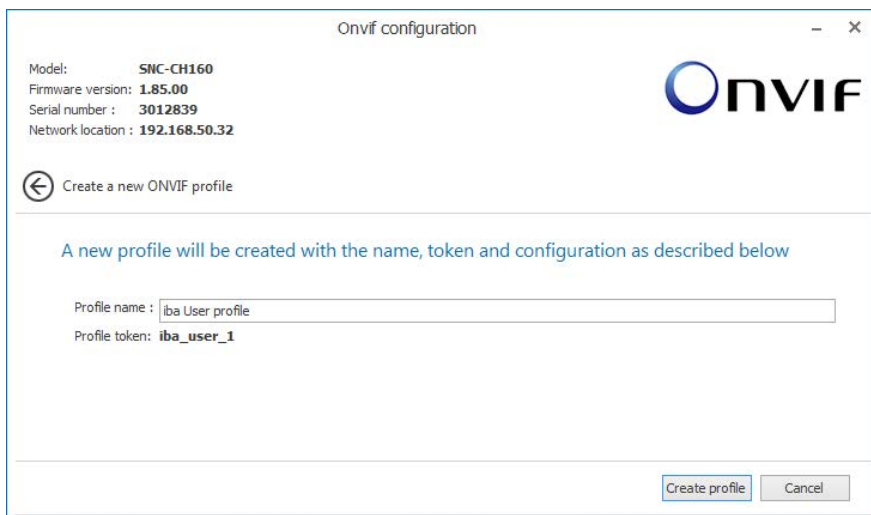 Onvif configuration
Model: SNC-CH160
Firmware version: 1.85.00
Serial number : 3012839
Network location : 192.168.50.32
ONVIF
Create a new ONVIF profile
A new profile will be created with the name, token and configuration as described below
Profile name : iba User profile
Profile token: iba_user_1
Create profile Cancel